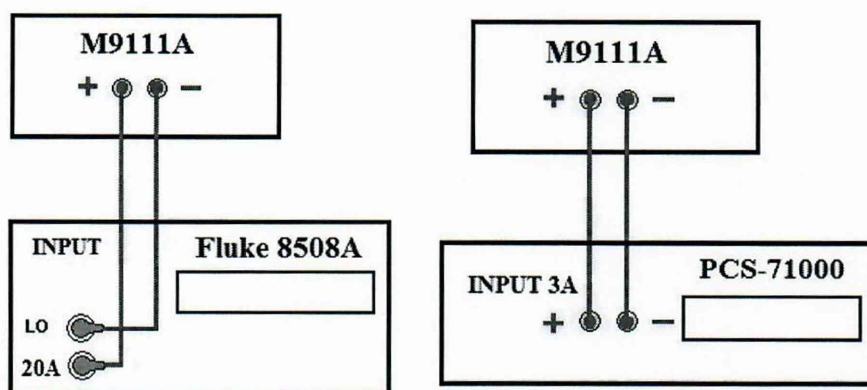 M9111A
+ −
INPUT
Fluke 8508A
LO
20A
M9111A
+ −
INPUT 3A
PCS-71000
+ −